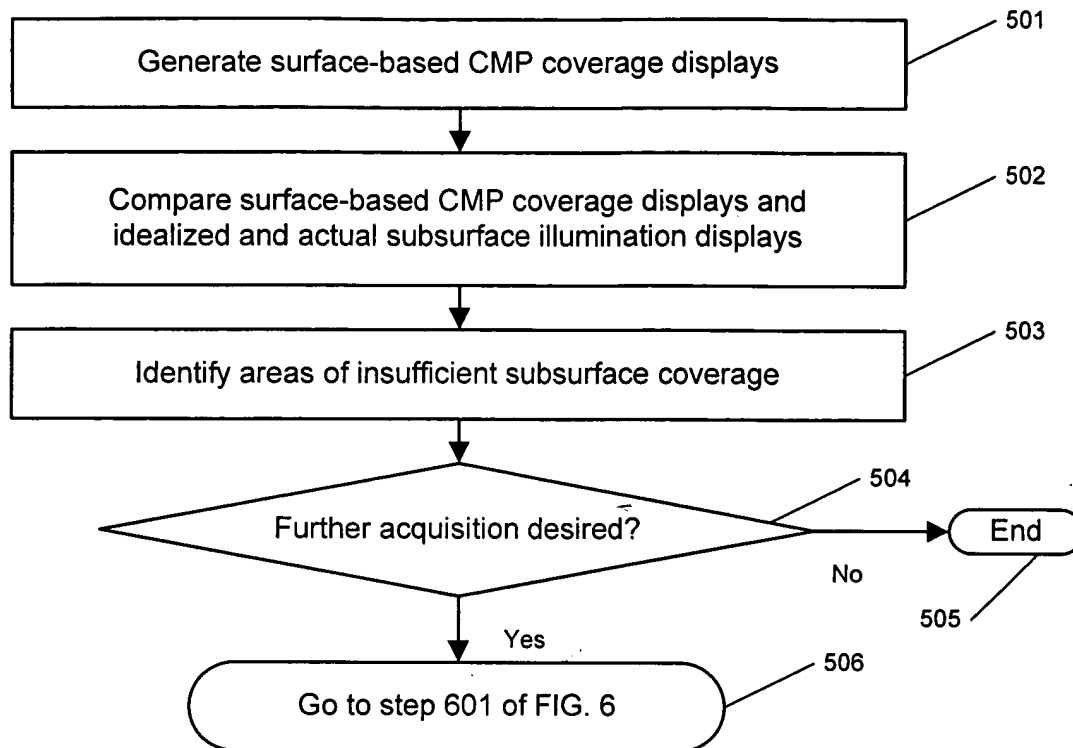 501
Generate surface-based CMP coverage displays
502
Compare surface-based CMP coverage displays and
idealized and actual subsurface illumination displays
503
Identify areas of insufficient subsurface coverage
504
Further acquisition desired?
End
No
505
Yes
506
Go to step 601 of FIG. 6